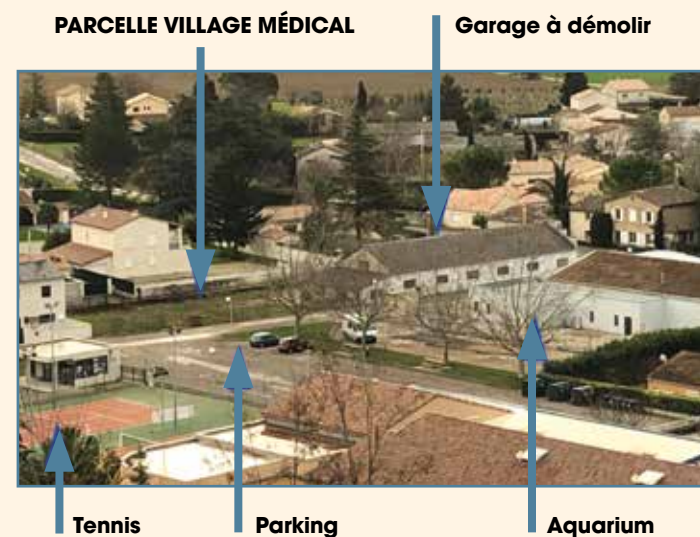 PARCELLE VILLAGE MÉDICAL
Garage à démolir
Tennis
Parking
Aquarium